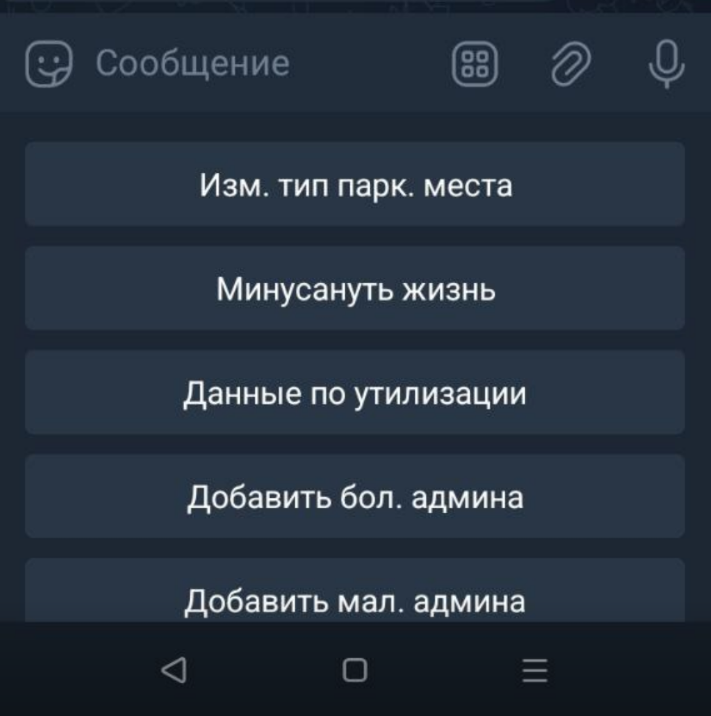 Сообщение
Изм. тип парк. места
Минусануть жизнь
Данные по утилизации
Добавить бол. админа
Добавить мал. админа